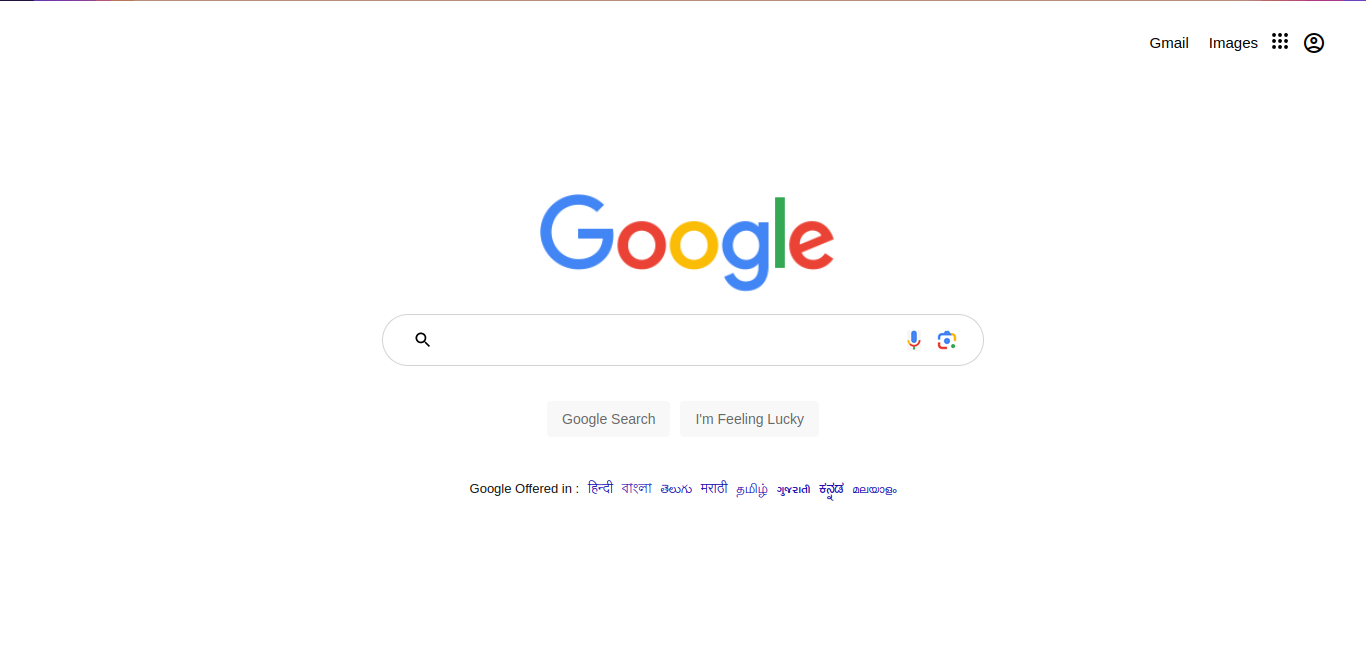 Gmail Images
Google
Google Search I'm Feeling Lucky
Google Offered in : हिन्दी বাংলা తెలుగు मराठी தமிழ் ગુજરાતી ಕನ್ನಡ മലയാളം